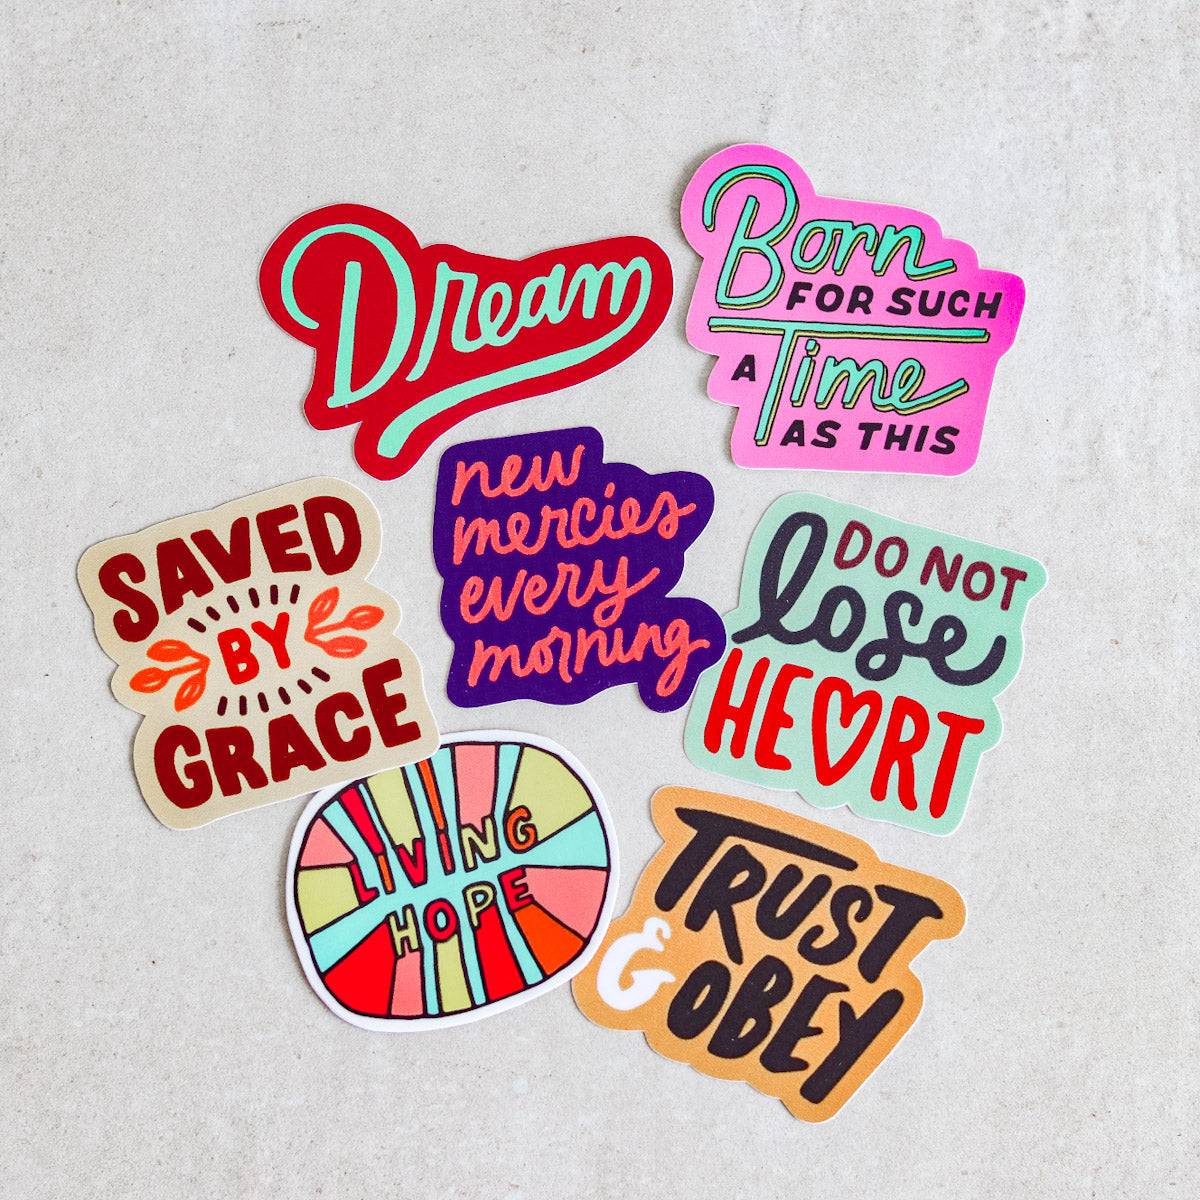 Dream
Born
FOR SUCH
A Time
AS THIS
new
mercies
every
morning
SAVED
BY
GRACE
DO NOT
lose
HEART
LIVING
HOPE
TRUST
& OBEY